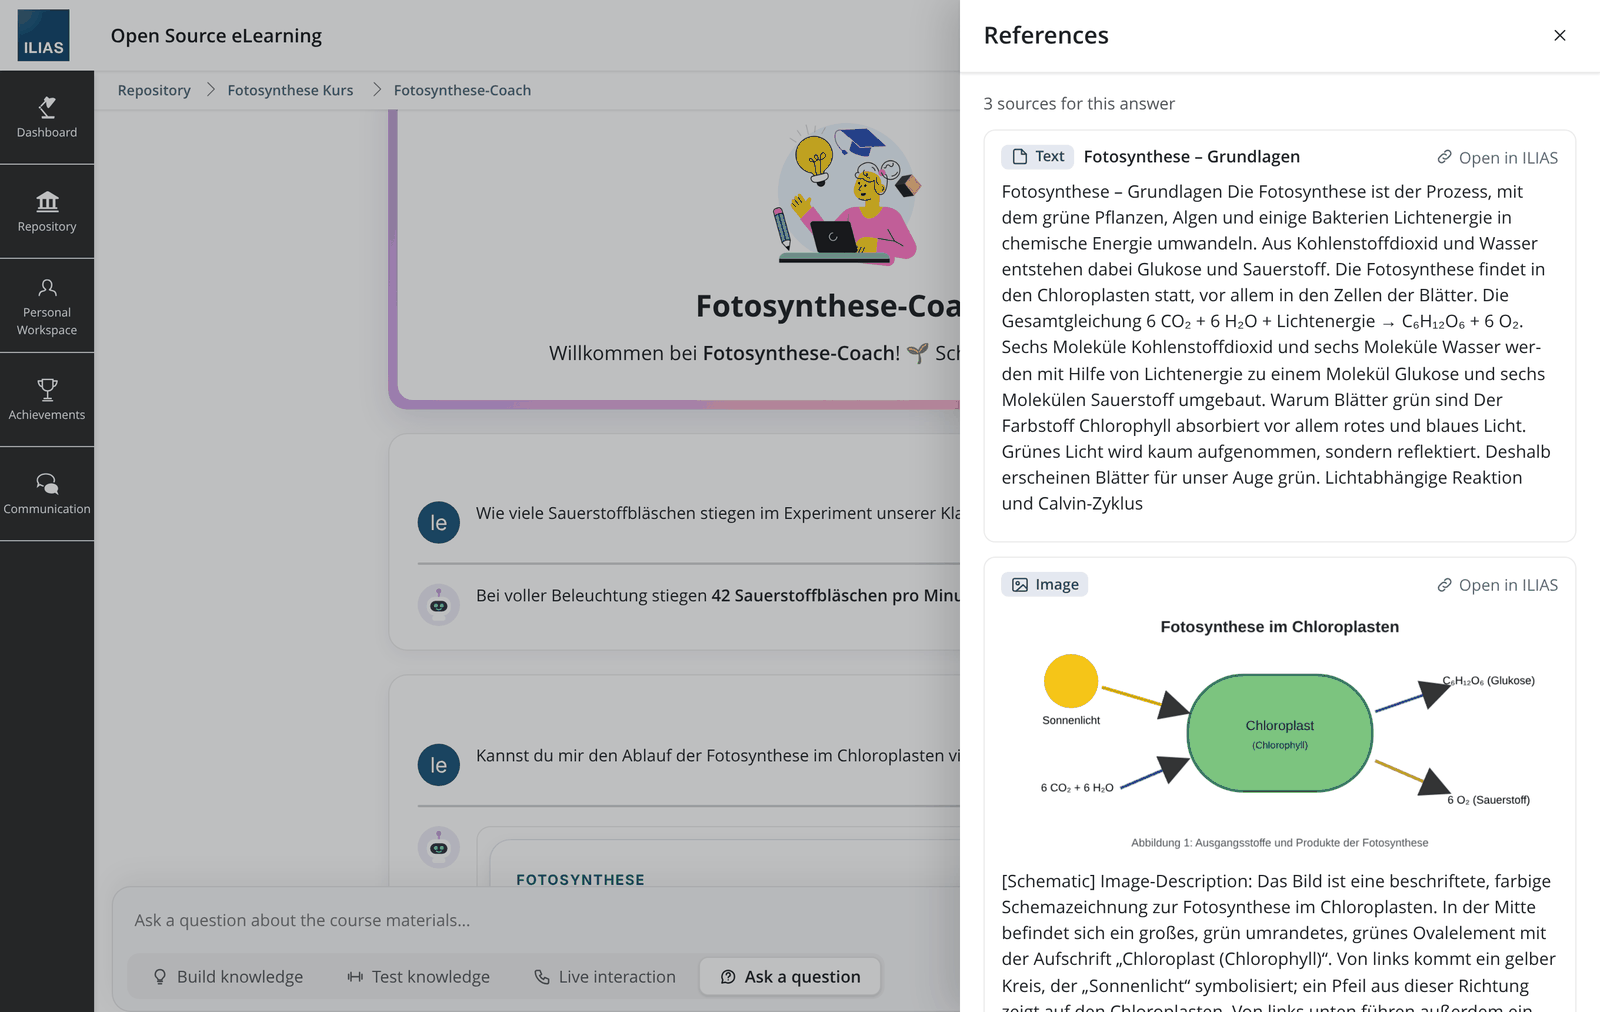 ILIAS
Open Source eLearning
Repository
Fotosynthese Kurs
Fotosynthese-Coach
Dashboard
Repository
Personal
Workspace
Achievements
Communication
Fotosynthese-Coa
Willkommen bei Fotosynthese-Coach! 🌱 Sch
le
Wie viele Sauerstoffbläschen stiegen im Experiment unserer Kla
Bei voller Beleuchtung stiegen 42 Sauerstoffbläschen pro Minu
le
Kannst du mir den Ablauf der Fotosynthese im Chloroplasten vi
FOTOSYNTHESE
Ask a question about the course materials...
Build knowledge
Test knowledge
Live interaction
Ask a question
References
3 sources for this answer
Text
Fotosynthese – Grundlagen
Open in ILIAS
Fotosynthese – Grundlagen Die Fotosynthese ist der Prozess, mit
dem grüne Pflanzen, Algen und einige Bakterien Lichtenergie in
chemische Energie umwandeln. Aus Kohlenstoffdioxid und Wasser
entstehen dabei Glukose und Sauerstoff. Die Fotosynthese findet in
den Chloroplasten statt, vor allem in den Zellen der Blätter. Die
Gesamtgleichung 6 CO₂ + 6 H₂O + Lichtenergie → C₆H₁₂O₆ + 6 O₂.
Sechs Moleküle Kohlenstoffdioxid und sechs Moleküle Wasser wer-
den mit Hilfe von Lichtenergie zu einem Molekül Glukose und sechs
Molekülen Sauerstoff umgebaut. Warum Blätter grün sind Der
Farbstoff Chlorophyll absorbiert vor allem rotes und blaues Licht.
Grünes Licht wird kaum aufgenommen, sondern reflektiert. Deshalb
erscheinen Blätter für unser Auge grün. Lichtabhängige Reaktion
und Calvin-Zyklus
Image
Open in ILIAS
Fotosynthese im Chloroplasten
Sonnenlicht
6 CO₂ + 6 H₂O
Chloroplast
(Chlorophyll)
C₆H₁₂O₆ (Glukose)
6 O₂ (Sauerstoff)
Abbildung 1: Ausgangsstoffe und Produkte der Fotosynthese
[Schematic] Image-Description: Das Bild ist eine beschriftete, farbige
Schemazeichnung zur Fotosynthese im Chloroplasten. In der Mitte
befindet sich ein großes, grün umrandetes, grünes Ovalelement mit
der Aufschrift „Chloroplast (Chlorophyll)“. Von links kommt ein gelber
Kreis, der „Sonnenlicht“ symbolisiert; ein Pfeil aus dieser Richtung
zeigt auf den Chloroplasten. Von links unten führen außerdem ein